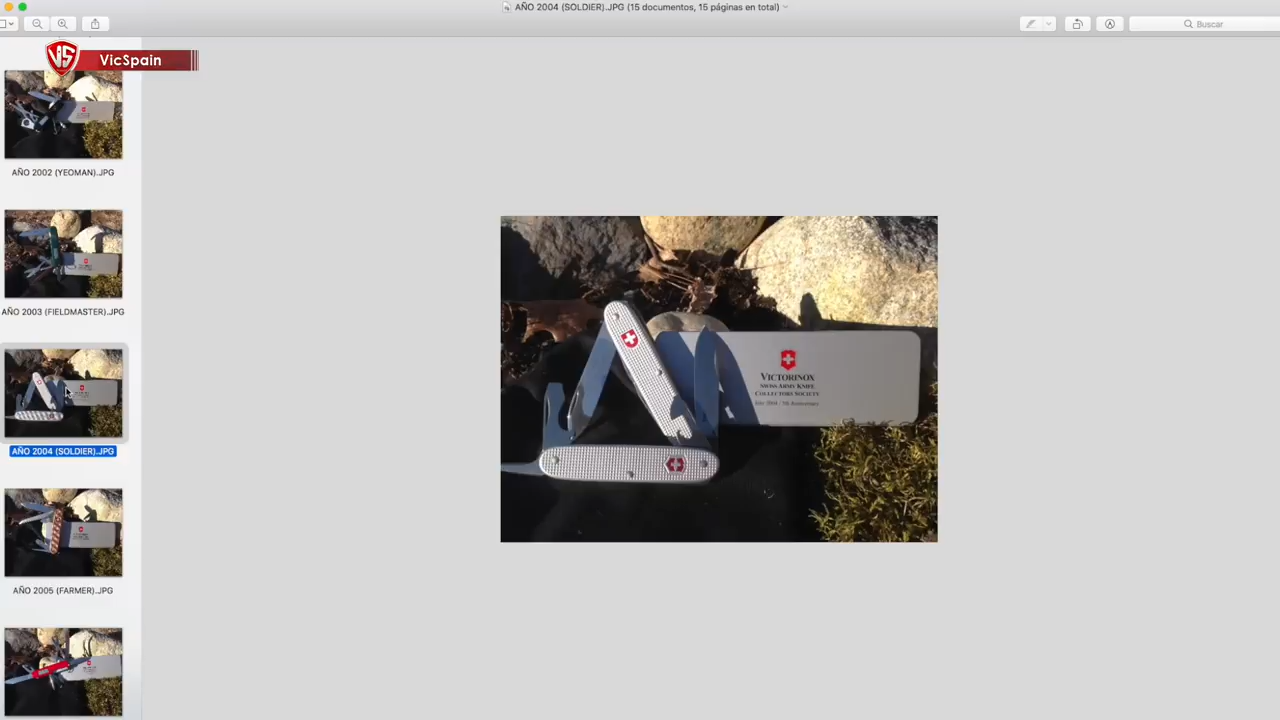 AÑO 2004 (SOLDIER).JPG (15 documentos, 15 páginas en total)
Buscar
VS
VicSpain
AÑO 2002 (YEOMAN).JPG
AÑO 2003 (FIELDMASTER).JPG
AÑO 2004 (SOLDIER).JPG
AÑO 2005 (FARMER).JPG
VICTORINOX
SWISS ARMY KNIFE
COLLECTORS SOCIETY